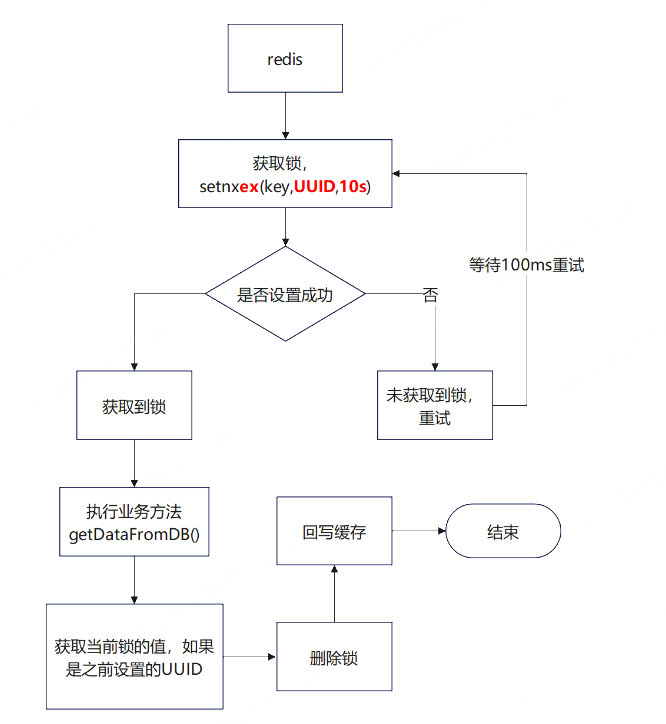 redis
获取锁，
setnxex(key,UUID,10s)
等待100ms重试
是否设置成功
否
获取到锁
未获取到锁，
重试
执行业务方法
getDataFromDB()
回写缓存
结束
获取当前锁的值，如果
是之前设置的UUID
删除锁